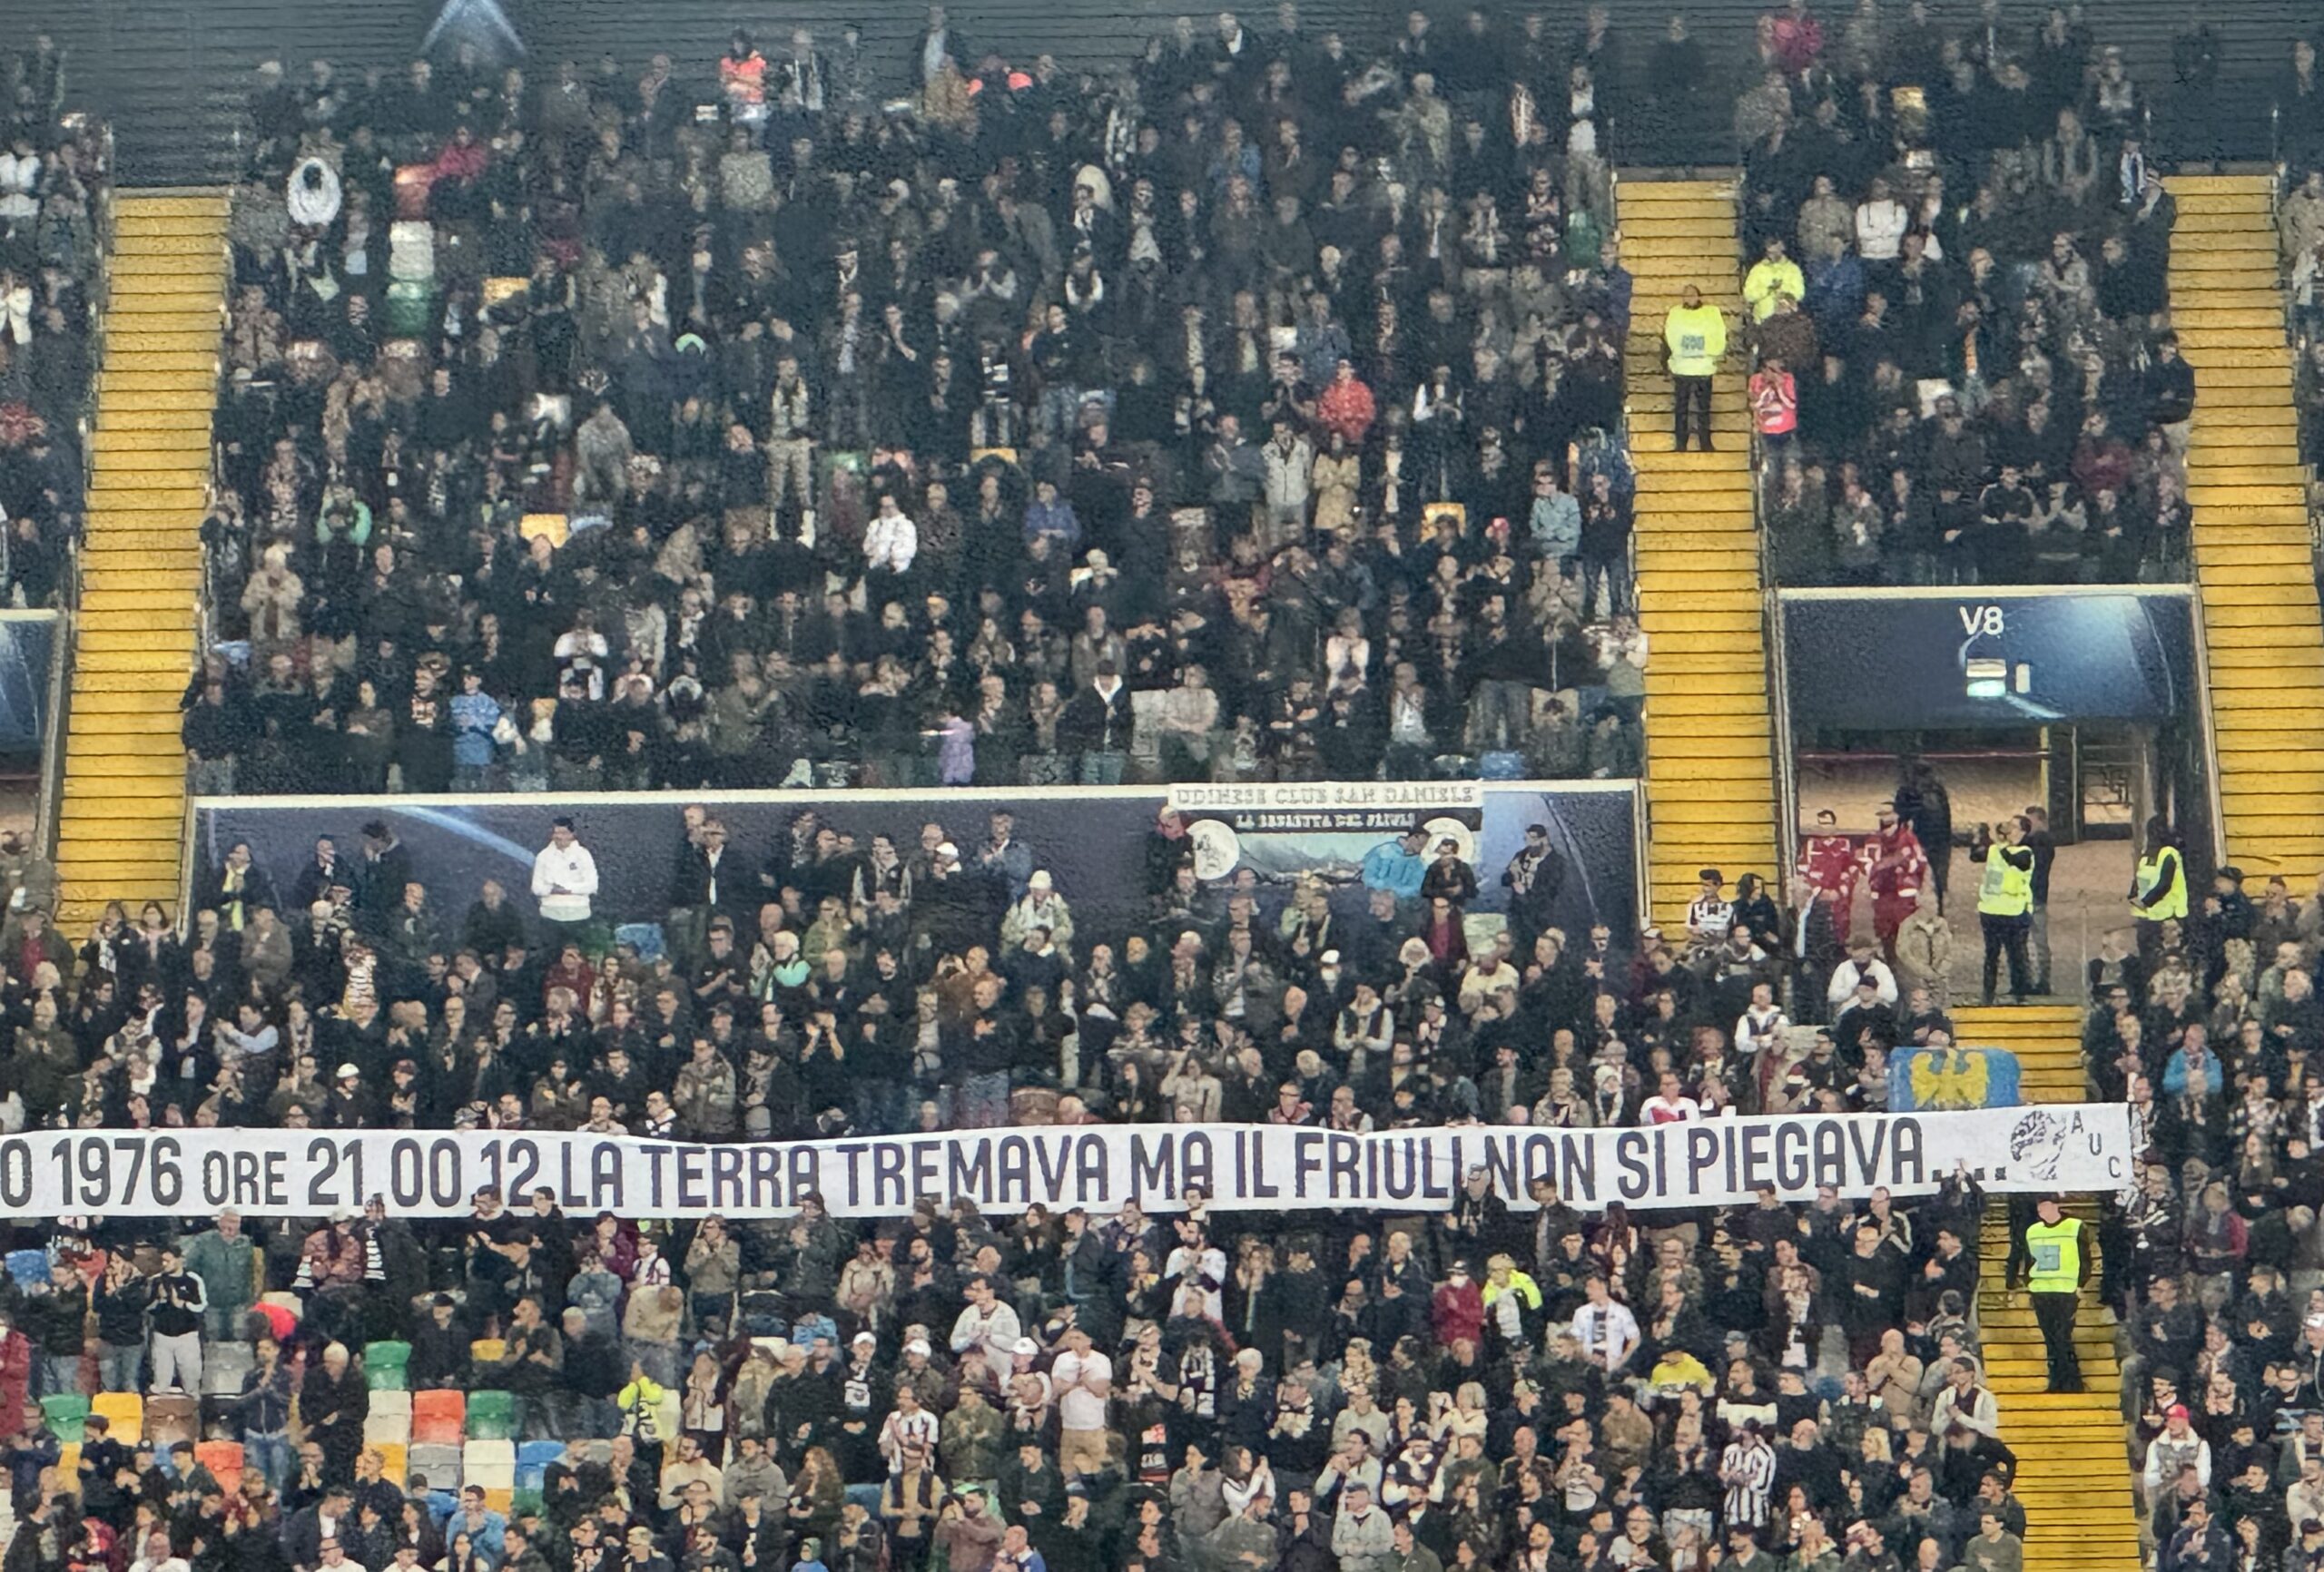 V8
UDINESE CLUB SAN DANIELE
O 1976 ORE 21.00.12 LA TERRA TREMAVA MA IL FRIULI NON SI PIEGAVA..... AUC